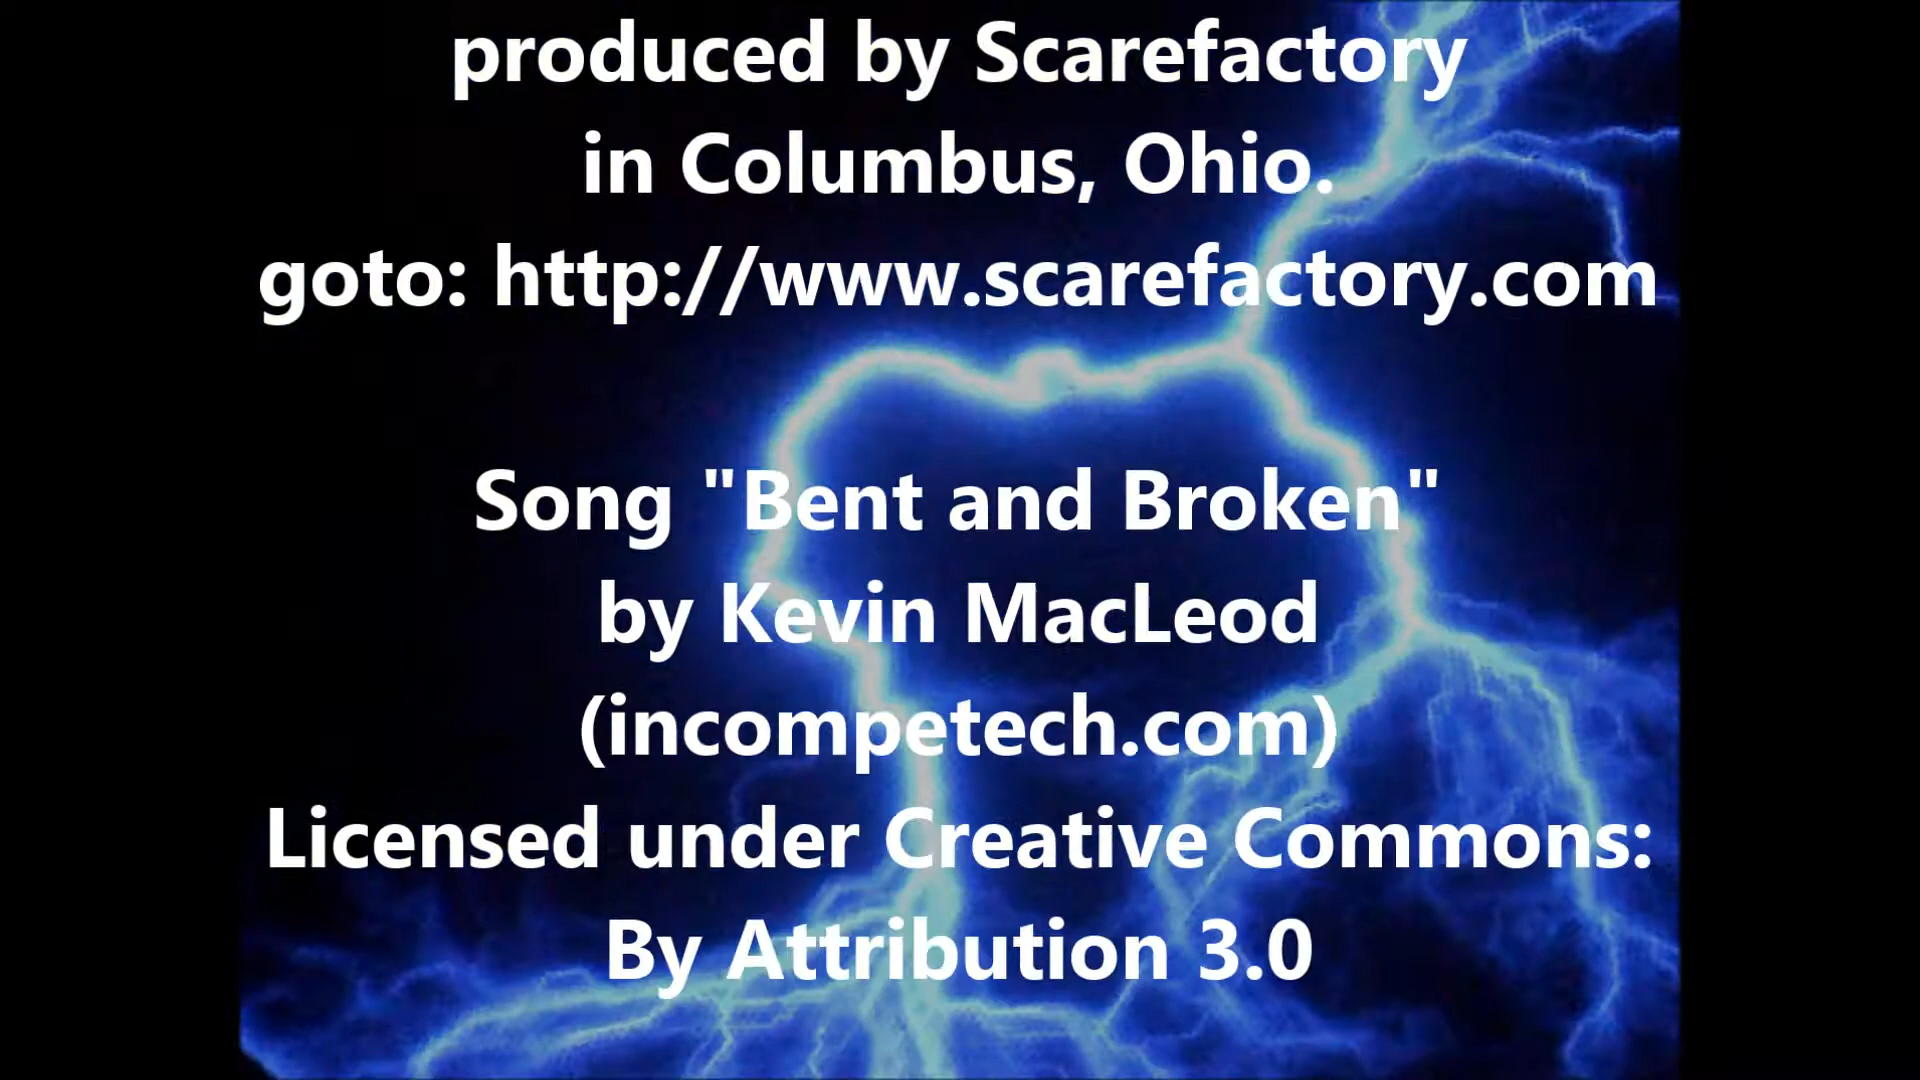 produced by Scarefactory
in Columbus, Ohio.
goto: http://www.scarefactory.com
Song "Bent and Broken"
by Kevin MacLeod
(incompetech.com)
Licensed under Creative Commons:
By Attribution 3.0